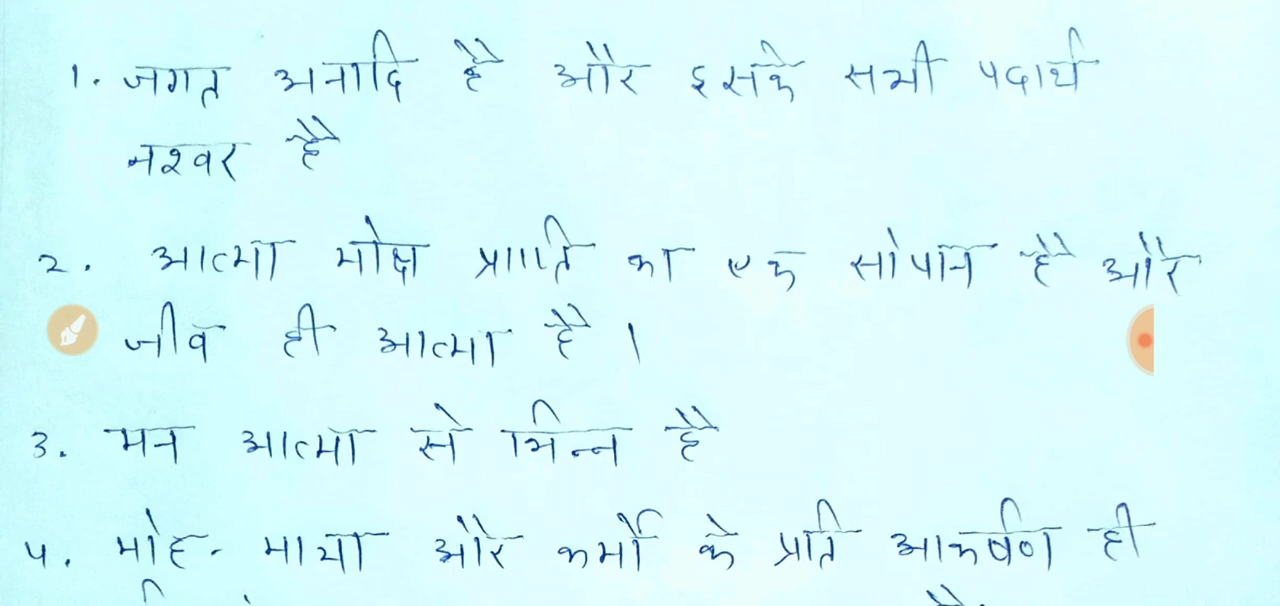 1. जगत अनादि है और इसके सभी पदार्थ
नश्वर है
2. आत्मा मोक्ष प्राप्ति का एक सोपान है और
जीव ही आत्मा है ।
3. मन आत्मा से भिन्न है
4. मोह- माया और कर्मों के प्रति आकर्षण ही